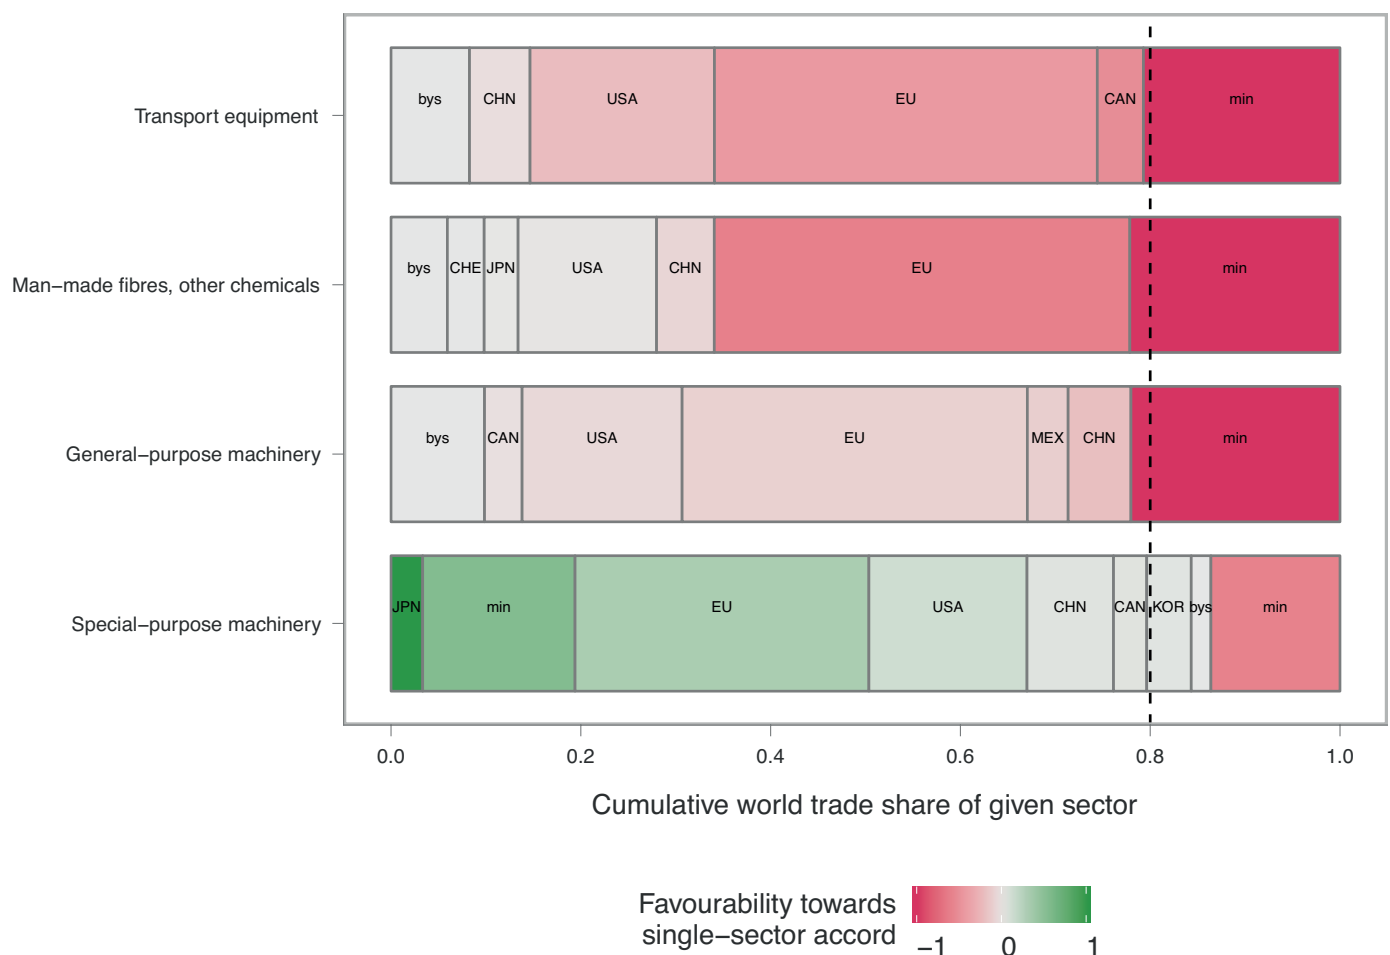 Transport equipment
bys CHN USA EU CAN min
Man−made fibres, other chemicals
bys CHE JPN USA CHN EU min
General−purpose machinery
bys CAN USA EU MEX CHN min
Special−purpose machinery
JPN min EU USA CHN CAN KOR bys min
0.0 0.2 0.4 0.6 0.8 1.0
Cumulative world trade share of given sector
Favourability towards
single−sector accord
−1 0 1